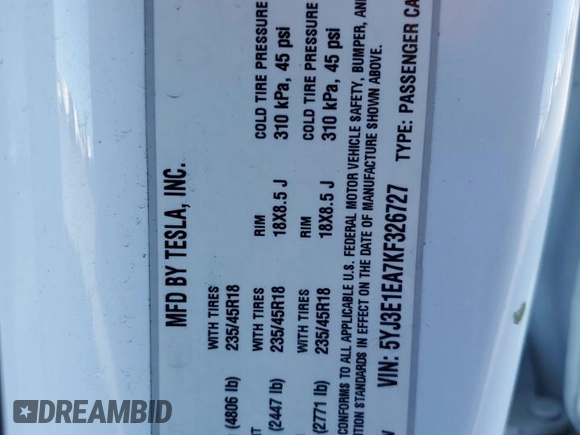 MFD BY TESLA, INC.
(4806 lb) WITH TIRES 235/45R18
(2447 lb) WITH TIRES 235/45R18 RIM 18X8.5 J COLD TIRE PRESSURE 310 kPa, 45 psi
(2771 lb) WITH TIRES 235/45R18 RIM 18X8.5 J COLD TIRE PRESSURE 310 kPa, 45 psi
CONFORMS TO ALL APPLICABLE U.S. FEDERAL MOTOR VEHICLE SAFETY, BUMPER, AND
STANDARDS IN EFFECT ON THE DATE OF MANUFACTURE SHOWN ABOVE.
VIN: 5YJ3E1EA7KF326727 TYPE: PASSENGER CA
DREAMBID